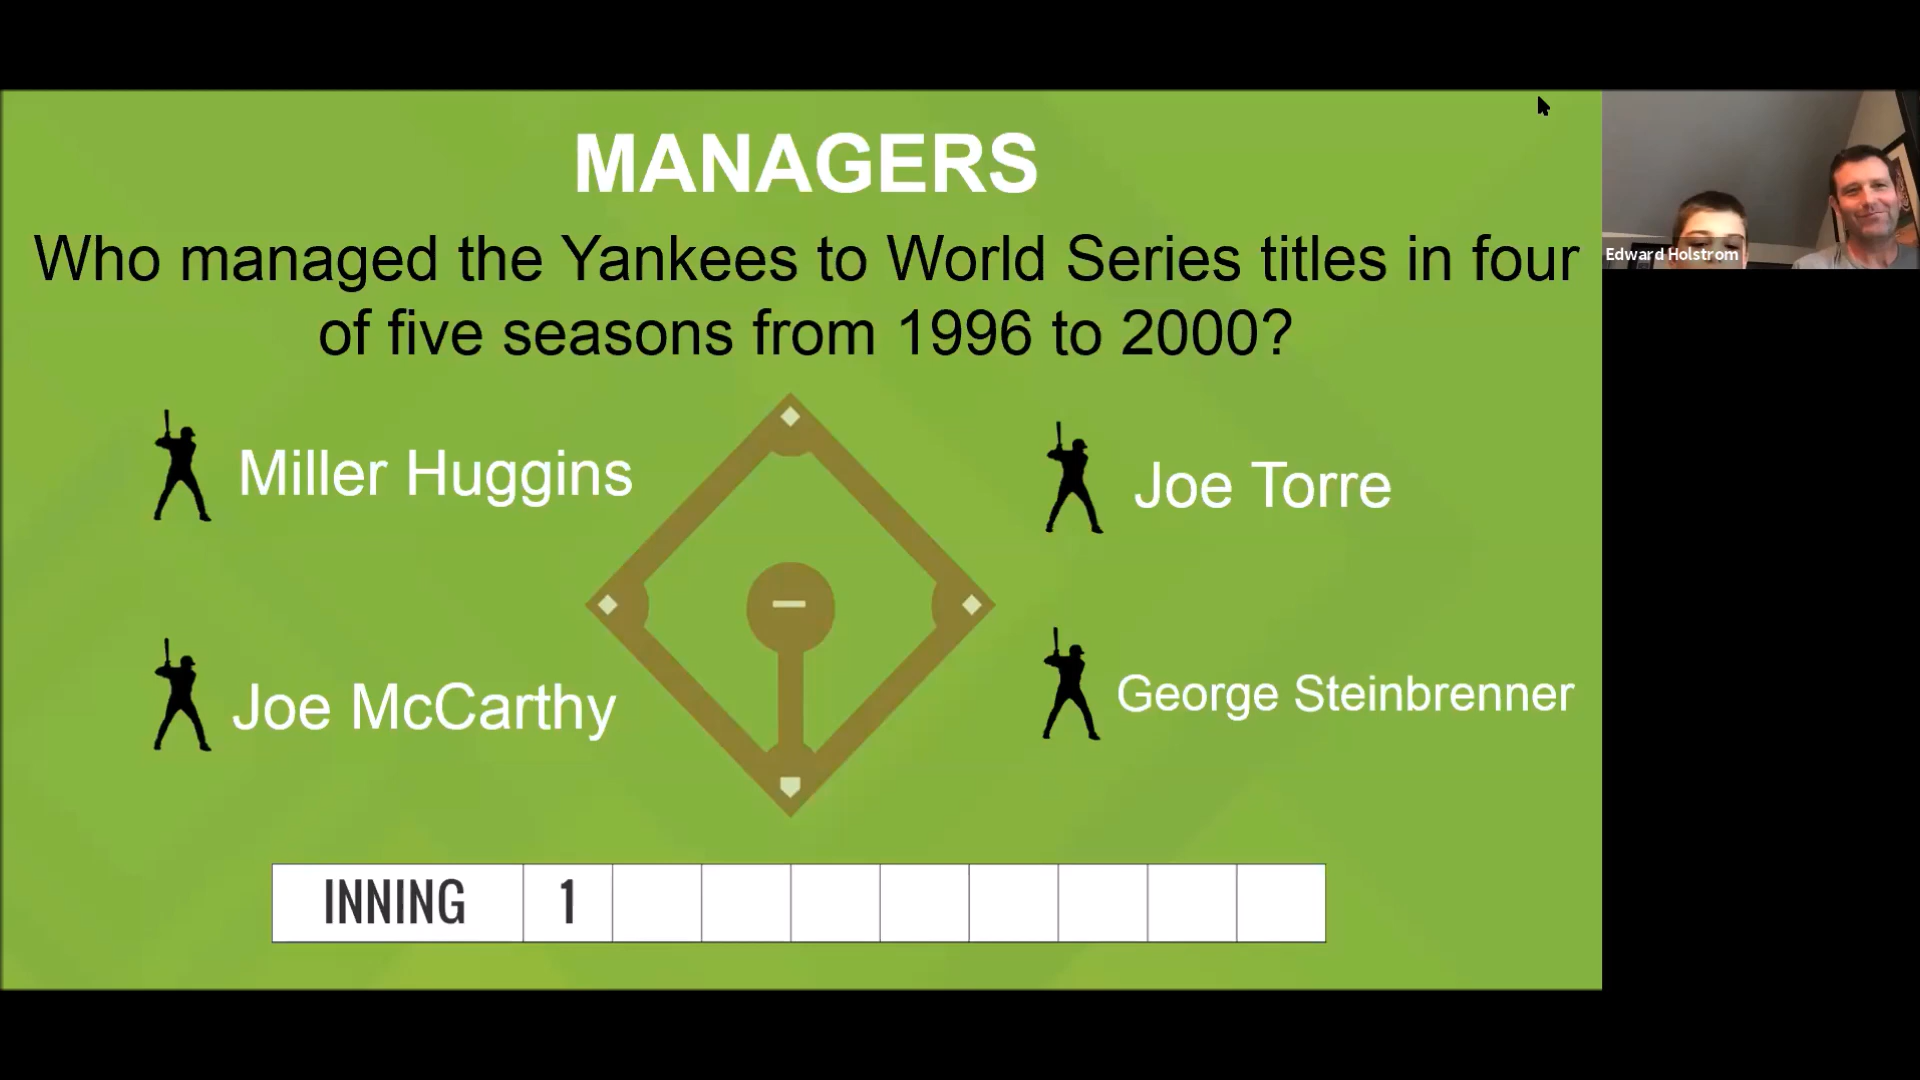 MANAGERS
Who managed the Yankees to World Series titles in four
of five seasons from 1996 to 2000?
Miller Huggins
Joe Torre
Joe McCarthy
George Steinbrenner
INNING 1
Edward Holstrom